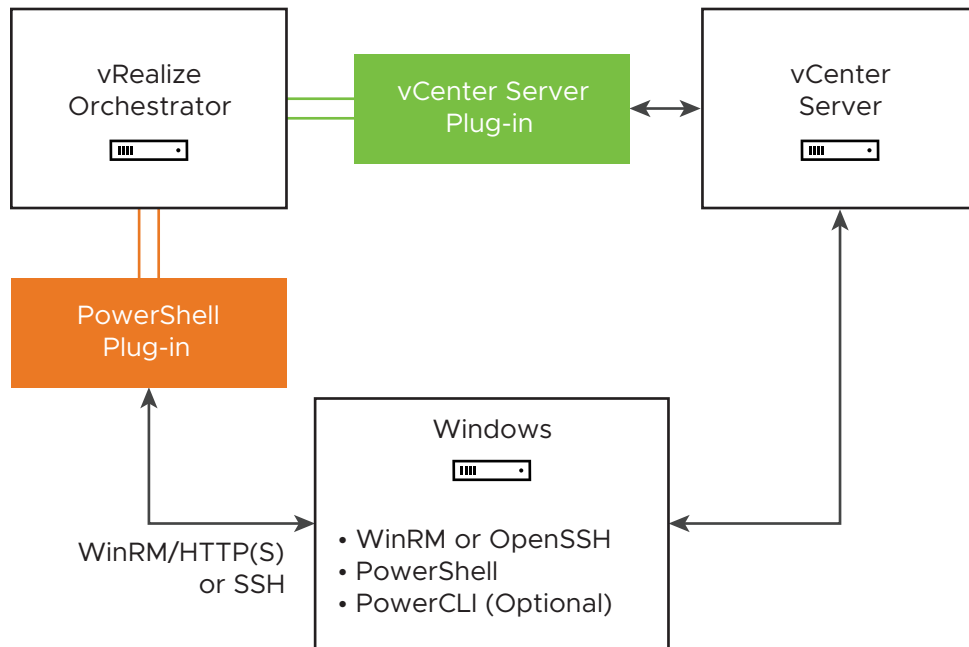 vRealize
Orchestrator
vCenter Server
Plug-in
vCenter
Server
PowerShell
Plug-in
WinRM/HTTP(S)
or SSH
Windows
• WinRM or OpenSSH
• PowerShell
• PowerCLI (Optional)